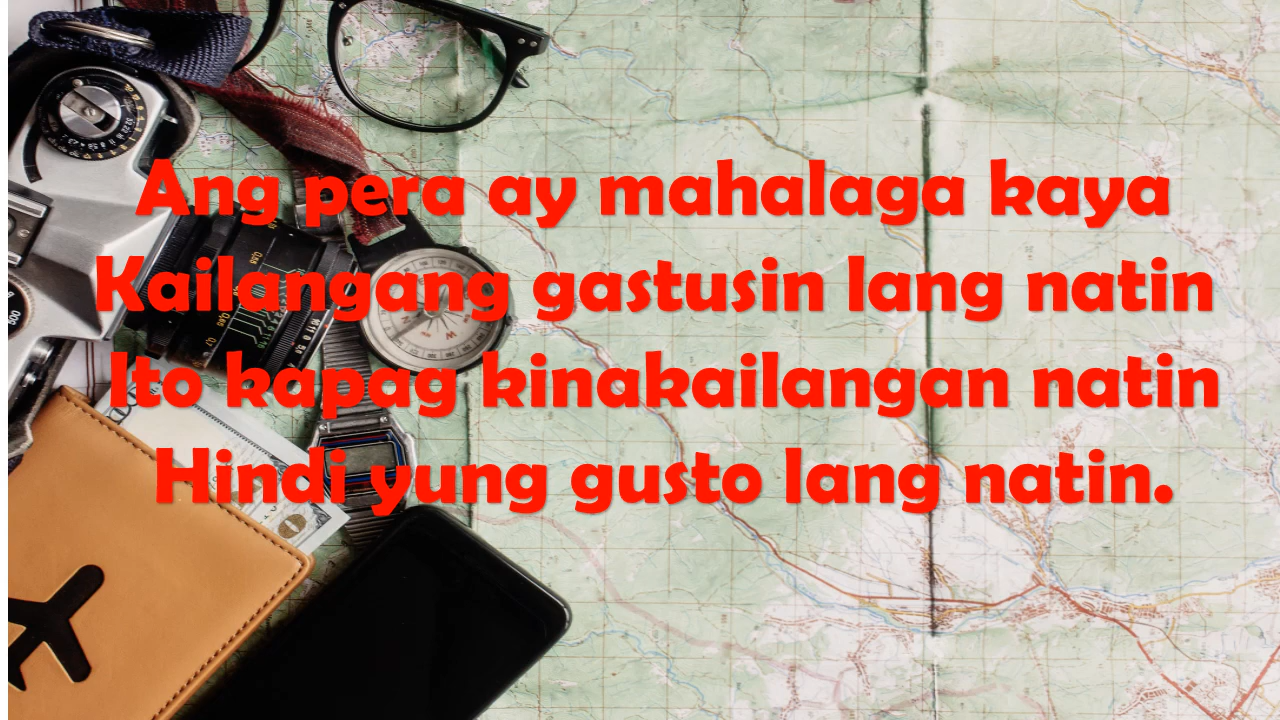 Ang pera ay mahalaga kaya
Kailangang gastusin lang natin
Ito kapag kinakailangan natin
Hindi yung gusto lang natin.